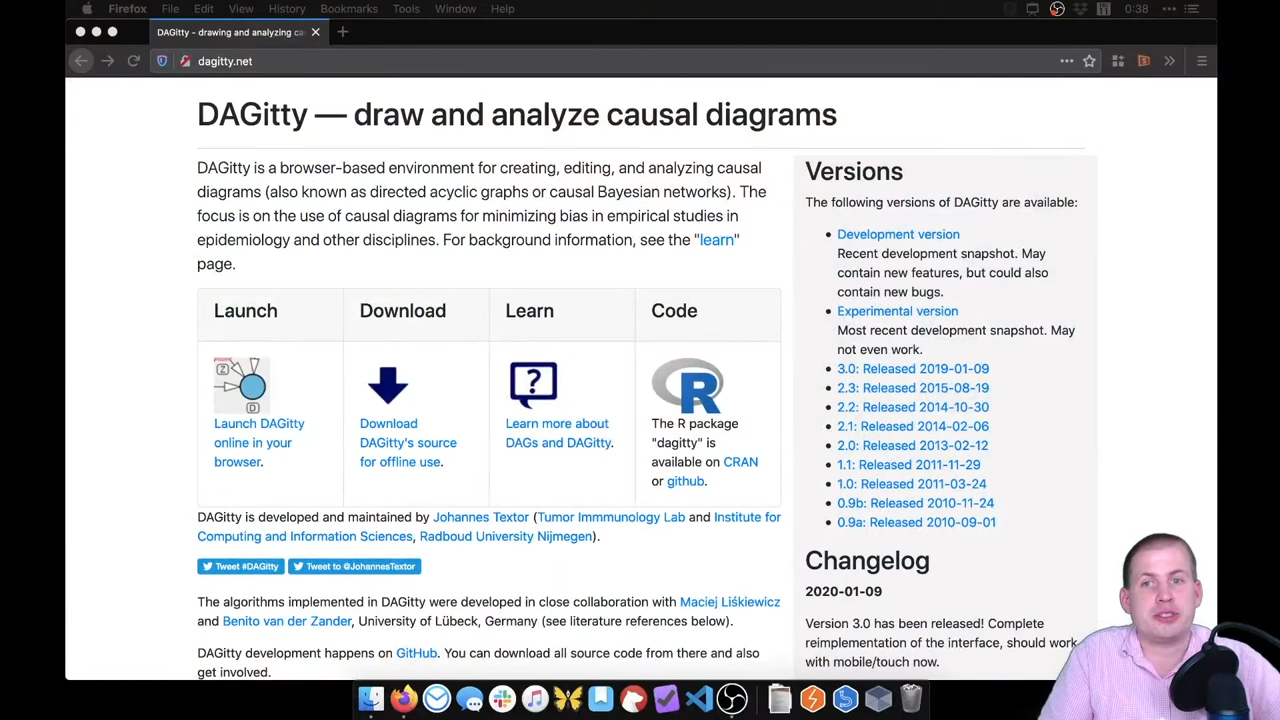 Firefox File Edit View History Bookmarks Tools Window Help 0:38
DAGitty - drawing and analyzing ca
dagitty.net
DAGitty — draw and analyze causal diagrams
DAGitty is a browser-based environment for creating, editing, and analyzing causal
diagrams (also known as directed acyclic graphs or causal Bayesian networks). The
focus is on the use of causal diagrams for minimizing bias in empirical studies in
epidemiology and other disciplines. For background information, see the "learn"
page.
Launch Download Learn Code
Z
D
?
R
Launch DAGitty
online in your
browser.
Download
DAGitty's source
for offline use.
Learn more about
DAGs and DAGitty.
The R package
"dagitty" is
available on CRAN
or github.
DAGitty is developed and maintained by Johannes Textor (Tumor Immmunology Lab and Institute for
Computing and Information Sciences, Radboud University Nijmegen).
Tweet #DAGitty Tweet to @JohannesTextor
The algorithms implemented in DAGitty were developed in close collaboration with Maciej Liśkiewicz
and Benito van der Zander, University of Lübeck, Germany (see literature references below).
DAGitty development happens on GitHub. You can download all source code from there and also
get involved.
Versions
The following versions of DAGitty are available:
Development version
Recent development snapshot. May
contain new features, but could also
contain new bugs.
Experimental version
Most recent development snapshot. May
not even work.
3.0: Released 2019-01-09
2.3: Released 2015-08-19
2.2: Released 2014-10-30
2.1: Released 2014-02-06
2.0: Released 2013-02-12
1.1: Released 2011-11-29
1.0: Released 2011-03-24
0.9b: Released 2010-11-24
0.9a: Released 2010-09-01
Changelog
2020-01-09
Version 3.0 has been released! Complete
reimplementation of the interface, should work
with mobile/touch now.